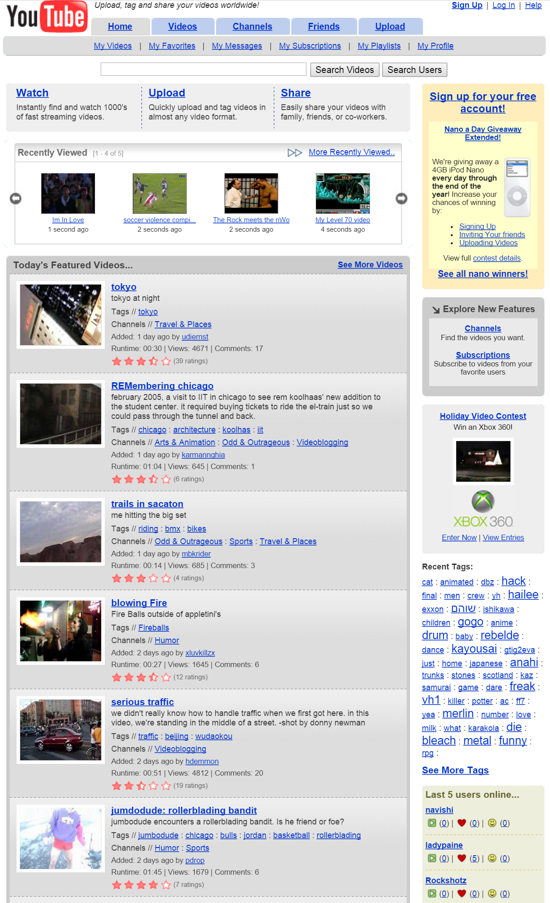 YouTube
Upload, tag and share your videos worldwide!
Sign Up | Log In | Help
Home Videos Channels Friends Upload
My Videos | My Favorites | My Messages | My Subscriptions | My Playlists | My Profile
Search Videos Search Users
Watch
Instantly find and watch 1000's
of fast streaming videos.
Upload
Quickly upload and tag videos in
almost any video format.
Share
Easily share your videos with
family, friends, or co-workers.
Recently Viewed [1 - 4 of 5] More Recently Viewed..
Im In Love
1 second ago
soccer violence compi...
2 seconds ago
The Rock meets the nWo
2 seconds ago
My Level 70 video
4 seconds ago
Today's Featured Videos... See More Videos
tokyo
tokyo at night
Tags // tokyo
Channels // Travel & Places
Added: 1 day ago by udiernst
Runtime: 00:30 | Views: 4671 | Comments: 17
(39 ratings)
REMembering chicago
february 2005, a visit to IIT in chicago to see rem koolhaas' new addition to
the student center. it required buying tickets to ride the el-train just so we
could pass through the tunnel and back.
Tags // chicago : architecture : koolhas : iit
Channels // Arts & Animation : Odd & Outrageous : Videoblogging
Added: 1 day ago by karmannghia
Runtime: 01:04 | Views: 645 | Comments: 1
(6 ratings)
trails in sacaton
me hitting the big set
Tags // riding : bmx : bikes
Channels // Odd & Outrageous : Sports : Travel & Places
Added: 1 day ago by mbkrider
Runtime: 00:14 | Views: 685 | Comments: 3
(4 ratings)
blowing Fire
Fire Balls outside of appletini's
Tags // Fireballs
Channels // Humor
Added: 2 days ago by xluvkillzx
Runtime: 00:27 | Views: 1645 | Comments: 6
(12 ratings)
serious traffic
we didn't really know how to handle traffic when we first got here. in this
video, we're standing in the middle of a street. -shot by donny newman
Tags // traffic : beijing : wudaokou
Channels // Videoblogging
Added: 2 days ago by hdemmon
Runtime: 00:51 | Views: 4812 | Comments: 20
(19 ratings)
jumdodude: rollerblading bandit
jumbodude encounters a rollerblading bandit. Is he friend or foe?
Tags // jumbodude : chicago : bulls : jordan : basketball : rollerblading
Channels // Humor : Sports
Added: 2 days ago by pdrop
Runtime: 01:45 | Views: 1679 | Comments: 6
(7 ratings)
Sign up for your free
account!
Nano a Day Giveaway
Extended!
We're giving away a
4GB iPod Nano
every day through
the end of the
year! Increase your
chances of winning
by:
Signing Up
Inviting Your friends
Uploading Videos
View full contest details.
See all nano winners!
Explore New Features
Channels
Find the videos you want.
Subscriptions
Subscribe to videos from your
favorite users
Holiday Video Contest
Win an Xbox 360!
XBOX 360
Enter Now | View Entries
Recent Tags:
cat : animated : dbz : hack :
final : men : crew : yh : hailee :
exxon : שוהם : ishikawa :
children : gogo : anime :
drum : baby : rebelde :
dance : kayousai : gtig2eva :
just : home : japanese : anahi :
trunks : stones : scotland : kaz :
samurai : game : dare : freak :
vh1 : killer : potter : ac : ff7 :
yea : merlin : number : love :
milk : what : karakola : die :
bleach : metal : funny :
rpg :
See More Tags
Last 5 users online...
navishi
(0) | (0) | (0)
ladypaine
(0) | (5) | (0)
Rockshotz
(0) | (0) | (0)